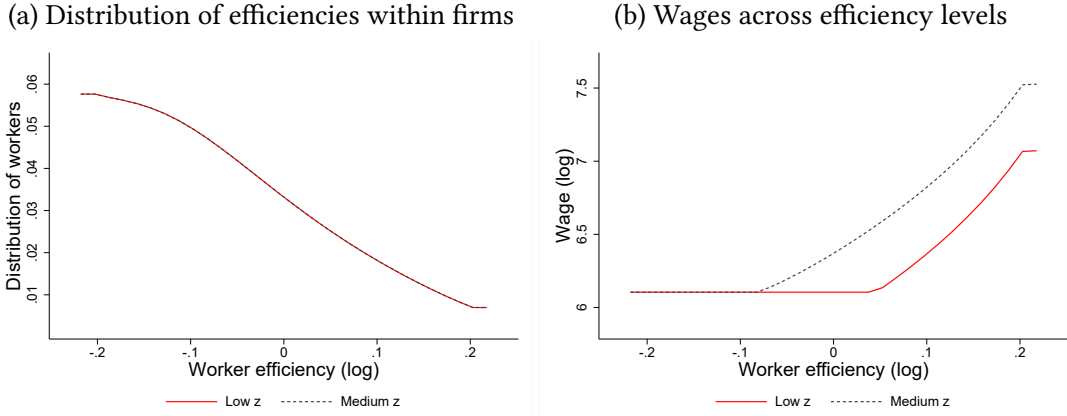 (a) Distribution of efficiencies within firms
Distribution of workers
.06
.05
.04
.03
.02
.01
-.2
-.1
0
.1
.2
Worker efficiency (log)
Low z
Medium z
(b) Wages across efficiency levels
Wage (log)
7.5
7
6.5
6
-.2
-.1
0
.1
.2
Worker efficiency (log)
Low z
Medium z